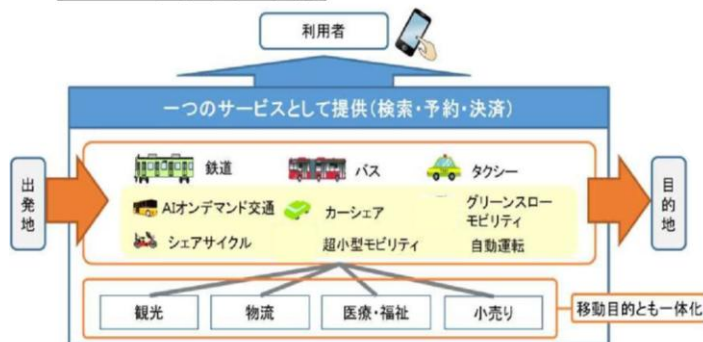 利用者
一つのサービスとして提供(検索・予約・決済)
出発地
鉄道
バス
タクシー
AIオンデマンド交通
カーシェア
グリーンスロー
モビリティ
シェアサイクル
超小型モビリティ
自動運転
目的地
観光
物流
医療・福祉
小売り
移動目的とも一体化